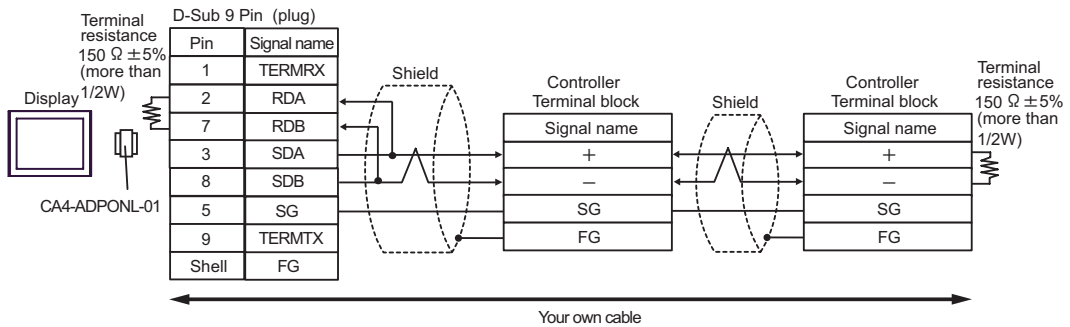 Terminal
resistance
150 Ω ±5%
(more than
1/2W)
Display
CA4-ADPONL-01
D-Sub 9 Pin (plug)
Pin Signal name
1 TERMRX
2 RDA
7 RDB
3 SDA
8 SDB
5 SG
9 TERMTX
Shell FG
Shield
Controller
Terminal block
Signal name
+
−
SG
FG
Shield
Controller
Terminal block
Signal name
+
−
SG
FG
Terminal
resistance
150 Ω ±5%
(more than
1/2W)
Your own cable